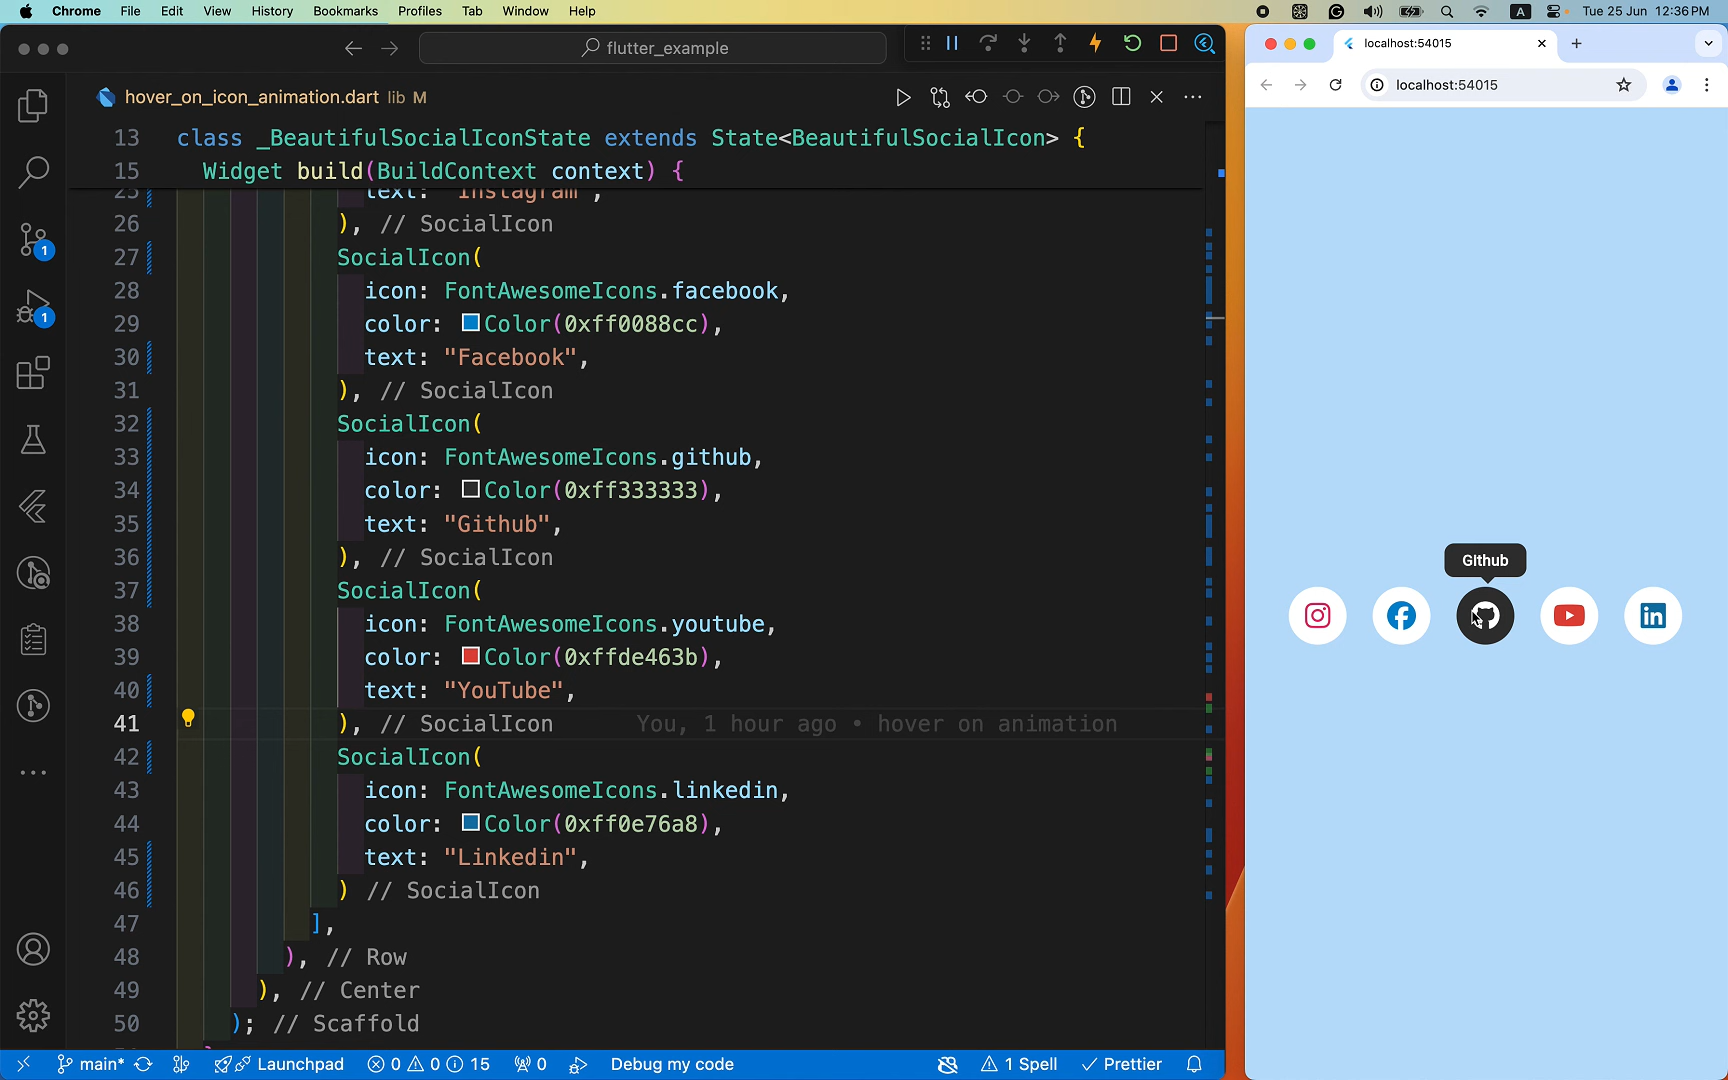 Chrome File Edit View History Bookmarks Profiles Tab Window Help
A Tue 25 Jun 12:36 PM
flutter_example
hover_on_icon_animation.dart lib M
13 class _BeautifulSocialIconState extends State<BeautifulSocialIcon> {
15 Widget build(BuildContext context) {
25 text: "Instagram",
26 ), // SocialIcon
27 SocialIcon(
28 icon: FontAwesomeIcons.facebook,
29 color: Color(0xff0088cc),
30 text: "Facebook",
31 ), // SocialIcon
32 SocialIcon(
33 icon: FontAwesomeIcons.github,
34 color: Color(0xff333333),
35 text: "Github",
36 ), // SocialIcon
37 SocialIcon(
38 icon: FontAwesomeIcons.youtube,
39 color: Color(0xffde463b),
40 text: "YouTube",
41 ), // SocialIcon You, 1 hour ago • hover on animation
42 SocialIcon(
43 icon: FontAwesomeIcons.linkedin,
44 color: Color(0xff0e76a8),
45 text: "Linkedin",
46 ) // SocialIcon
47 ],
48 ), // Row
49 ), // Center
50 ); // Scaffold
1
1
main* Launchpad 0 0 15 0 Debug my code 1 Spell Prettier
localhost:54015
localhost:54015
Github
in